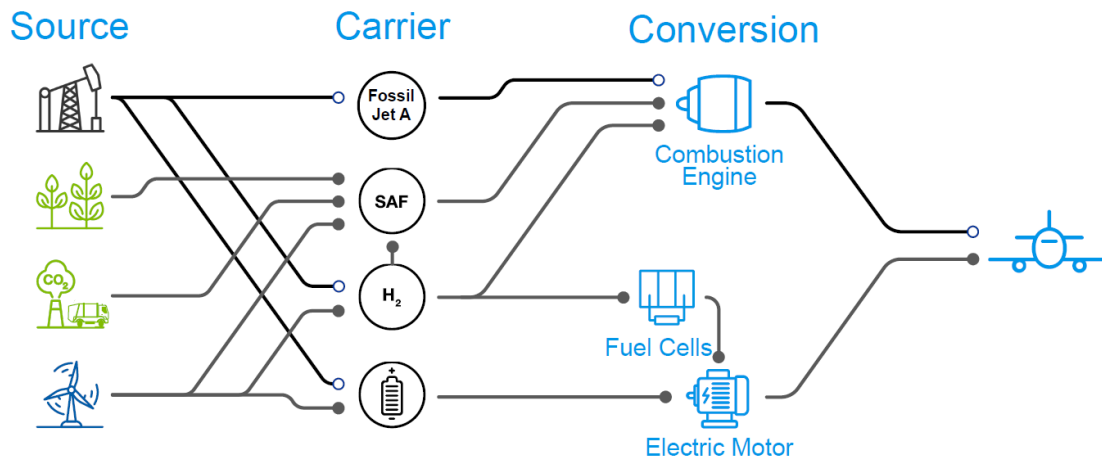 Source
Carrier
Conversion
Fossil
Jet A
Combustion
Engine
SAF
CO2
H2
Fuel Cells
+
Electric Motor